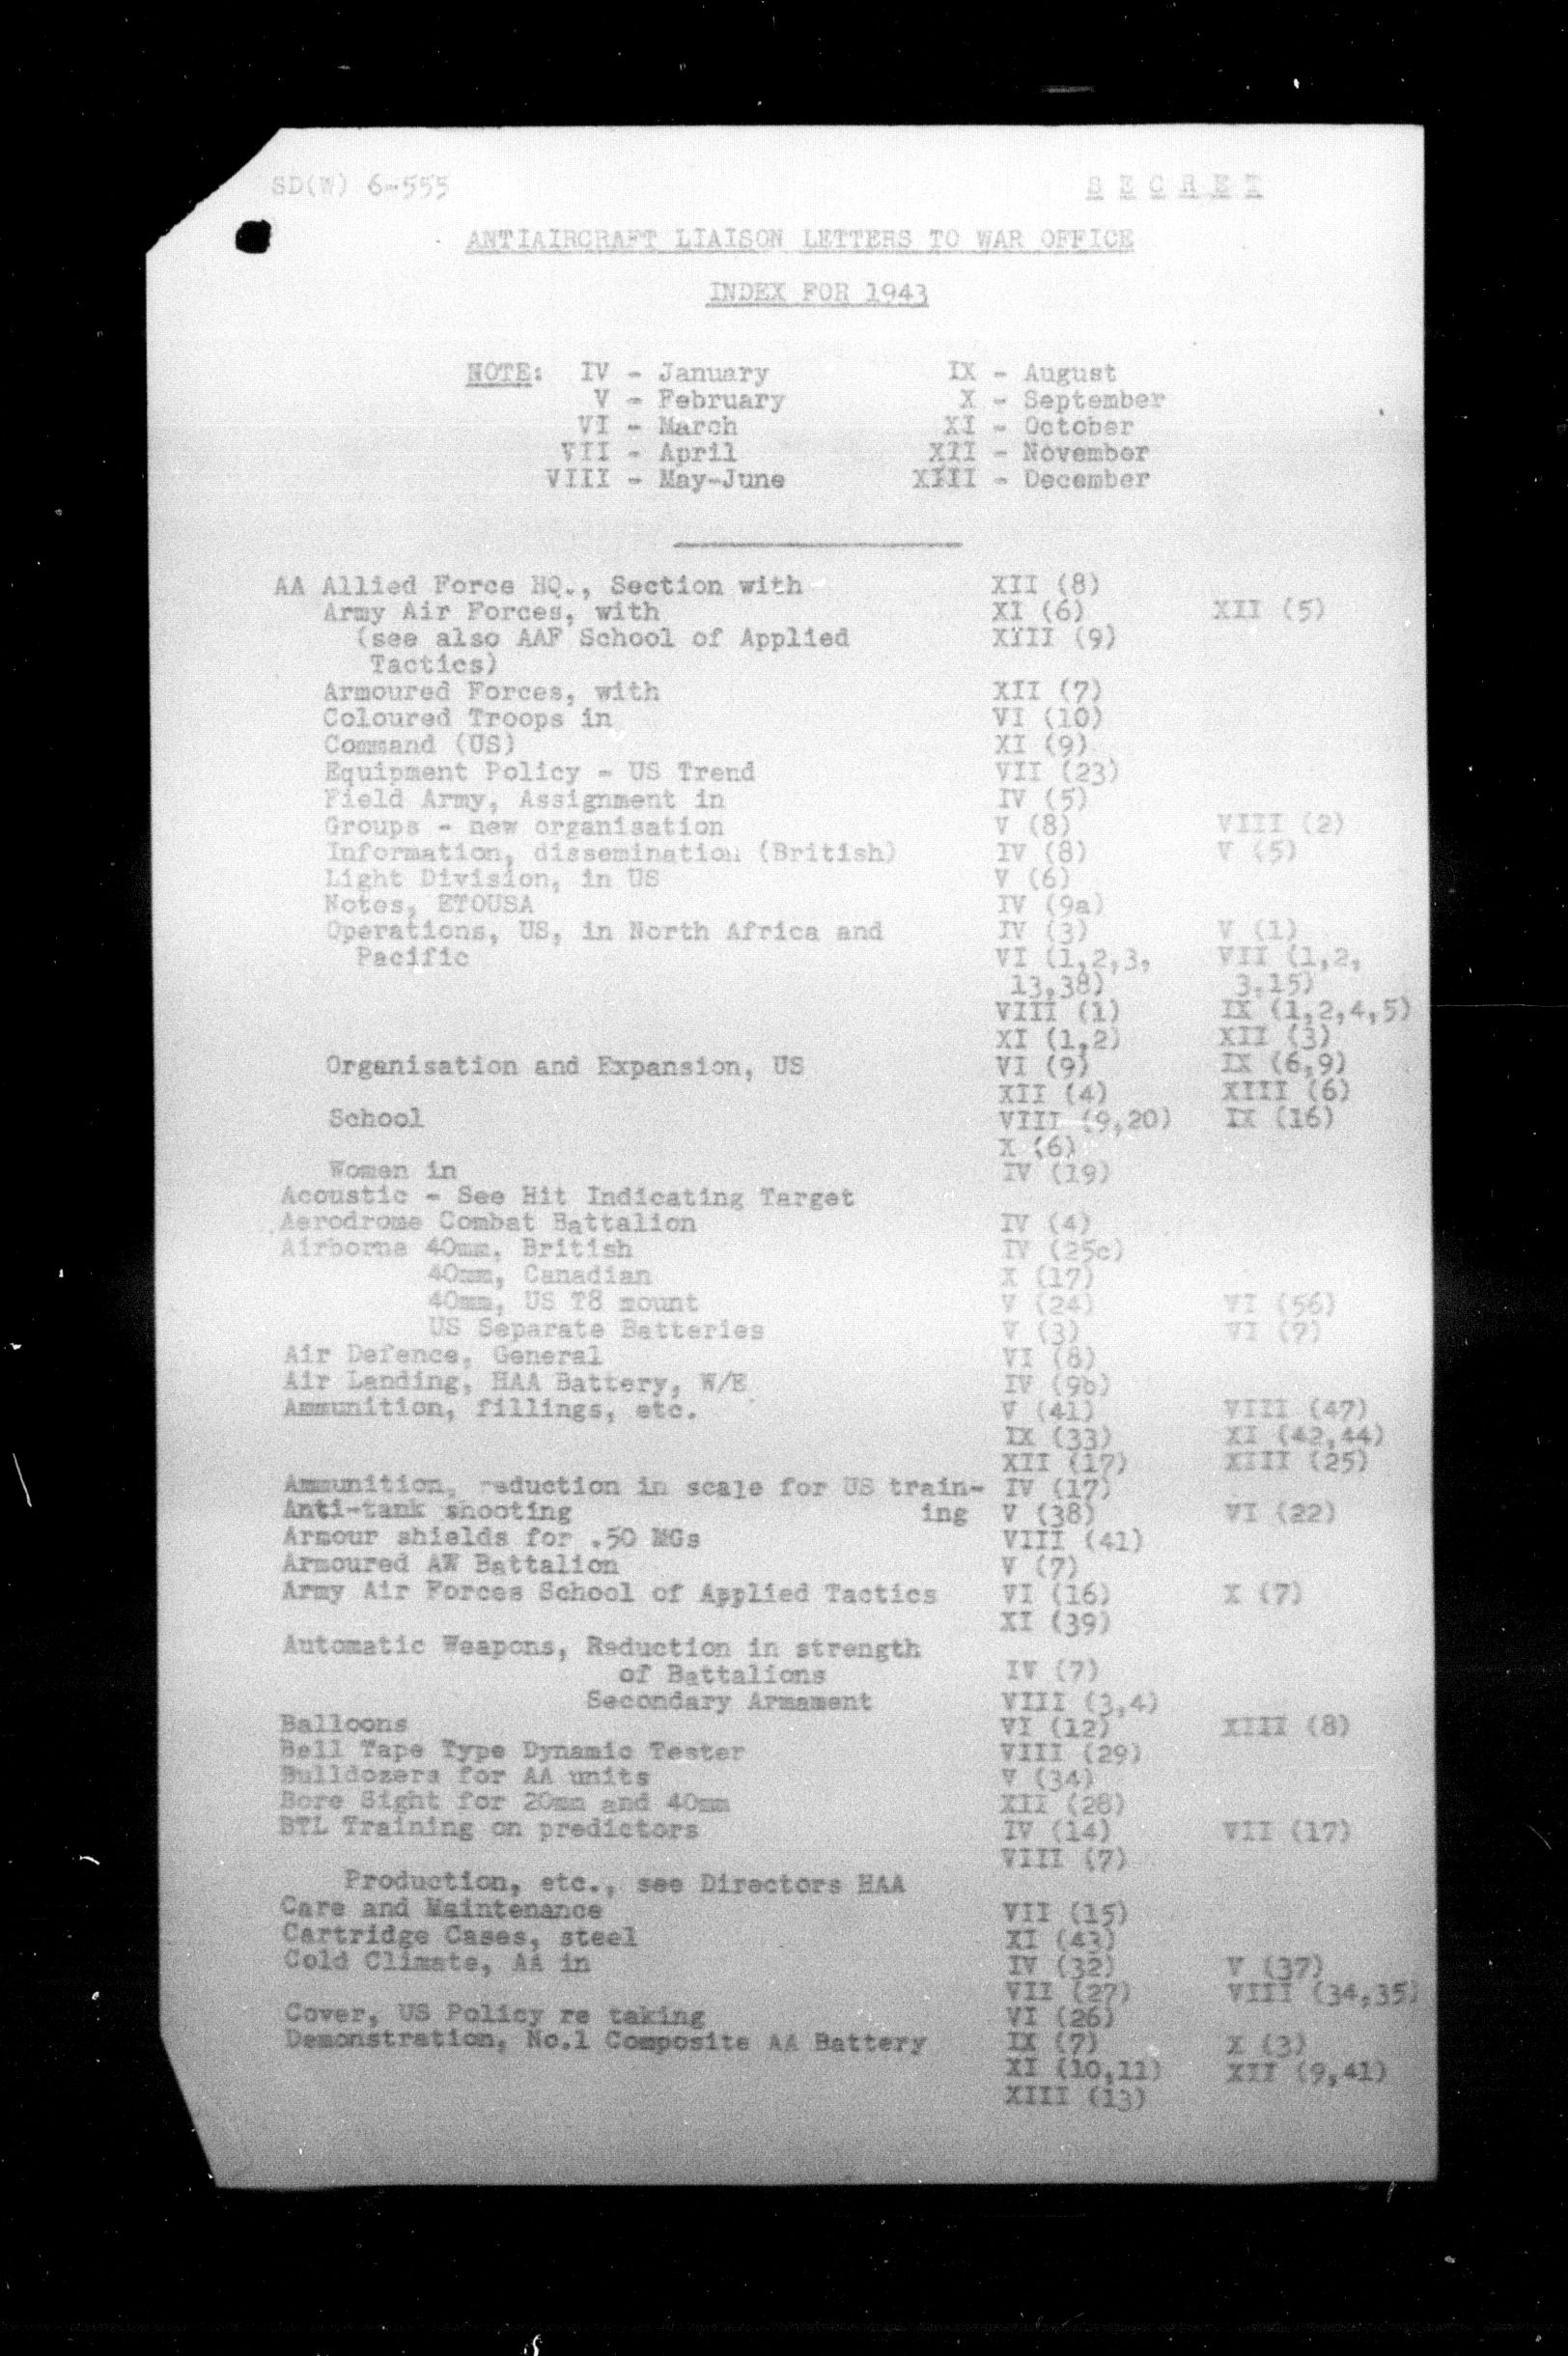 SD(W) 6-555 SECRET
ANTIAIRCRAFT LIAISON LETTERS TO WAR OFFICE
INDEX FOR 1943
NOTE: IV - January IX - August
V - February X - September
VI - March XI - October
VII - April XII - November
VIII - May-June XIII - December
AA Allied Force HQ., Section with XII (8)
Army Air Forces, with XI (6) XII (5)
(see also AAF School of Applied XIII (9)
Tactics)
Armoured Forces, with XII (7)
Coloured Troops in VI (10)
Command (US) XI (9)
Equipment Policy - US Trend VII (23)
Field Army, Assignment in IV (5)
Groups - new organisation V (8) VIII (2)
Information, dissemination (British) IV (8) V (5)
Light Division, in US V (6)
Notes, ETOUSA IV (9a)
Operations, US, in North Africa and IV (3) V (1)
Pacific VI (1,2,3, VII (1,2,
13,38) 3,15)
VIII (1) IX (1,2,4,5)
XI (1,2) XII (3)
Organisation and Expansion, US VI (9) IX (6,9)
XII (4) XIII (6)
School VIII (9,20) IX (16)
X (6)
Women in IV (19)
Acoustic - See Hit Indicating Target
Aerodrome Combat Battalion IV (4)
Airborne 40mm, British IV (25c)
40mm, Canadian X (17)
40mm, US T8 mount V (24) VI (56)
US Separate Batteries V (3) VI (7)
Air Defence, General VI (8)
Air Landing, HAA Battery, W/E IV (9b)
Ammunition, fillings, etc. V (41) VIII (47)
IX (33) XI (42,44)
XII (17) XIII (25)
Ammunition, reduction in scale for US train- IV (17)
Anti-tank shooting ing V (38) VI (22)
Armour shields for .50 MGs VIII (41)
Armoured AW Battalion V (7)
Army Air Forces School of Applied Tactics VI (16) X (7)
XI (39)
Automatic Weapons, Reduction in strength
of Battalions IV (7)
Secondary Armament VIII (3,4)
Balloons VI (12) XIII (8)
Bell Tape Type Dynamic Tester VIII (29)
Bulldozers for AA units V (34)
Bore Sight for 20mm and 40mm XII (28)
BTL Training on predictors IV (14) VII (17)
VIII (7)
Production, etc., see Directors HAA
Care and Maintenance VII (15)
Cartridge Cases, steel XI (43)
Cold Climate, AA in IV (32) V (37)
VII (27) VIII (34,35)
Cover, US Policy re taking VI (26)
Demonstration, No.1 Composite AA Battery IX (7) X (3)
XI (10,11) XII (9,41)
XIII (13)